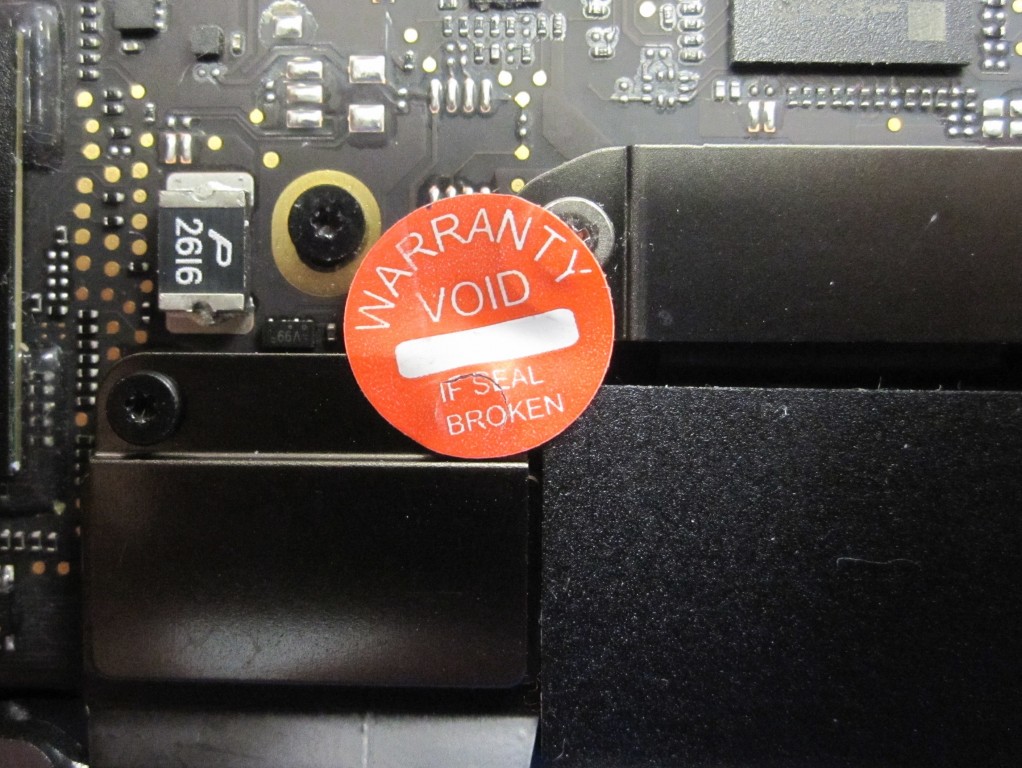 WARRANTY
VOID
IF SEAL
BROKEN
P
2616